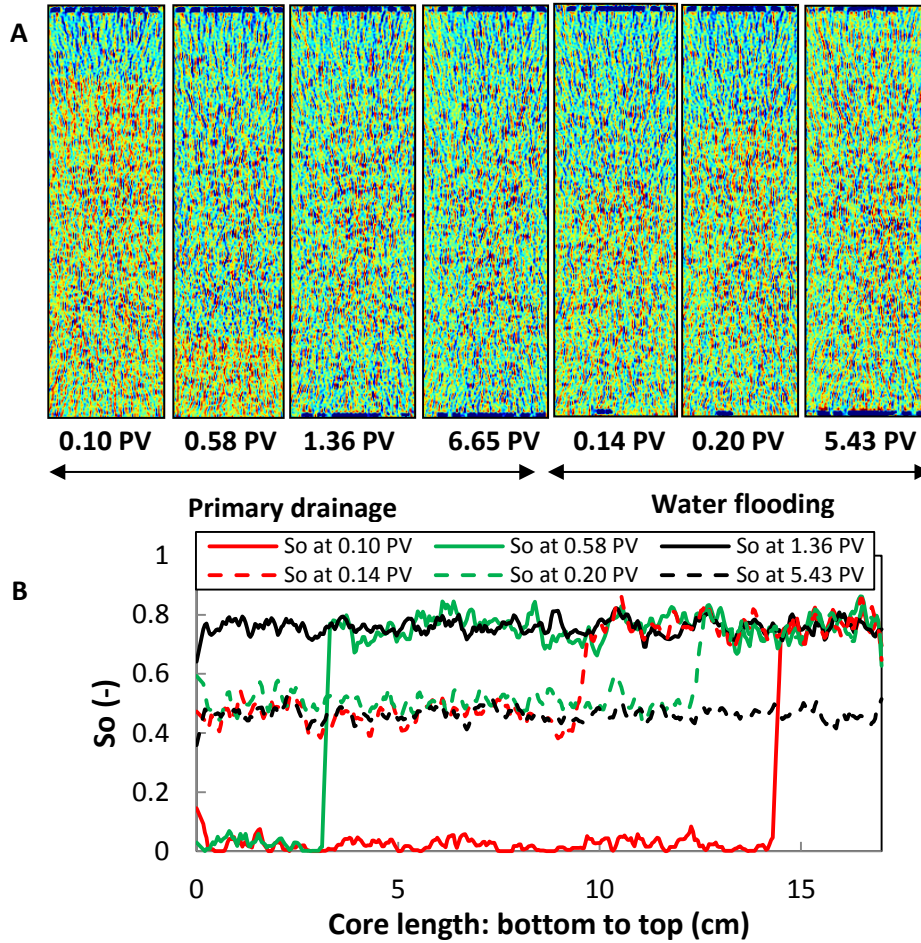 A
0.10 PV 0.58 PV 1.36 PV 6.65 PV 0.14 PV 0.20 PV 5.43 PV
Primary drainage Water flooding
B
So at 0.10 PV So at 0.58 PV So at 1.36 PV
So at 0.14 PV So at 0.20 PV So at 5.43 PV
So (-)
1
0.8
0.6
0.4
0.2
0
0 5 10 15
Core length: bottom to top (cm)